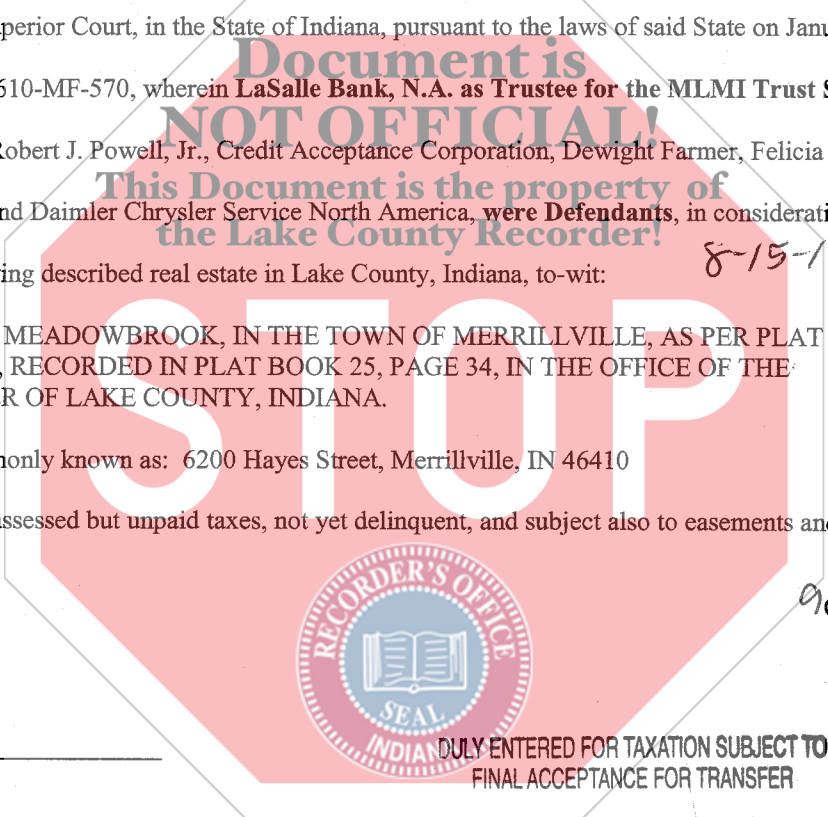 perior Court, in the State of Indiana, pursuant to the laws of said State on Janu
Document is
610-MF-570, wherein LaSalle Bank, N.A. as Trustee for the MLMI Trust S
NOT OFFICIAL!
Robert J. Powell, Jr., Credit Acceptance Corporation, Dewight Farmer, Felicia
This Document is the property of
nd Daimler Chrysler Service North America, were Defendants, in considerati
the Lake County Recorder!
8-15-1
ing described real estate in Lake County, Indiana, to-wit:
STOP
MEADOWBROOK, IN THE TOWN OF MERRILLVILLE, AS PER PLAT
, RECORDED IN PLAT BOOK 25, PAGE 34, IN THE OFFICE OF THE
R OF LAKE COUNTY, INDIANA.
only known as: 6200 Hayes Street, Merrillville, IN 46410
ssessed but unpaid taxes, not yet delinquent, and subject also to easements an
RECORDER'S OFFICE
SEAL
DULY ENTERED FOR TAXATION SUBJECT TO
FINAL ACCEPTANCE FOR TRANSFER